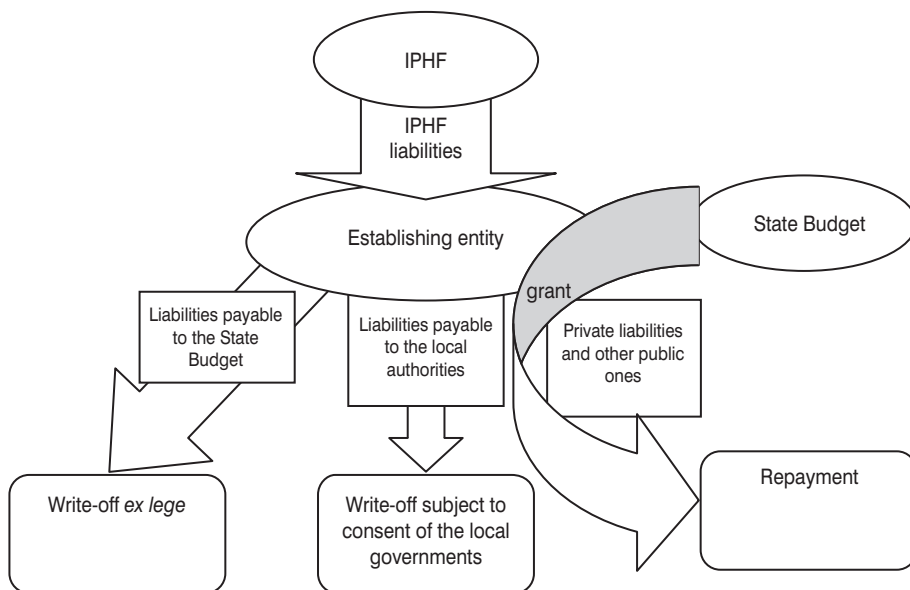 IPHF
IPHF
liabilities
Establishing entity
State Budget
grant
Liabilities payable
to the State
Budget
Liabilities payable
to the local
authorities
Private liabilities
and other public
ones
Write-off ex lege
Write-off subject to
consent of the local
governments
Repayment